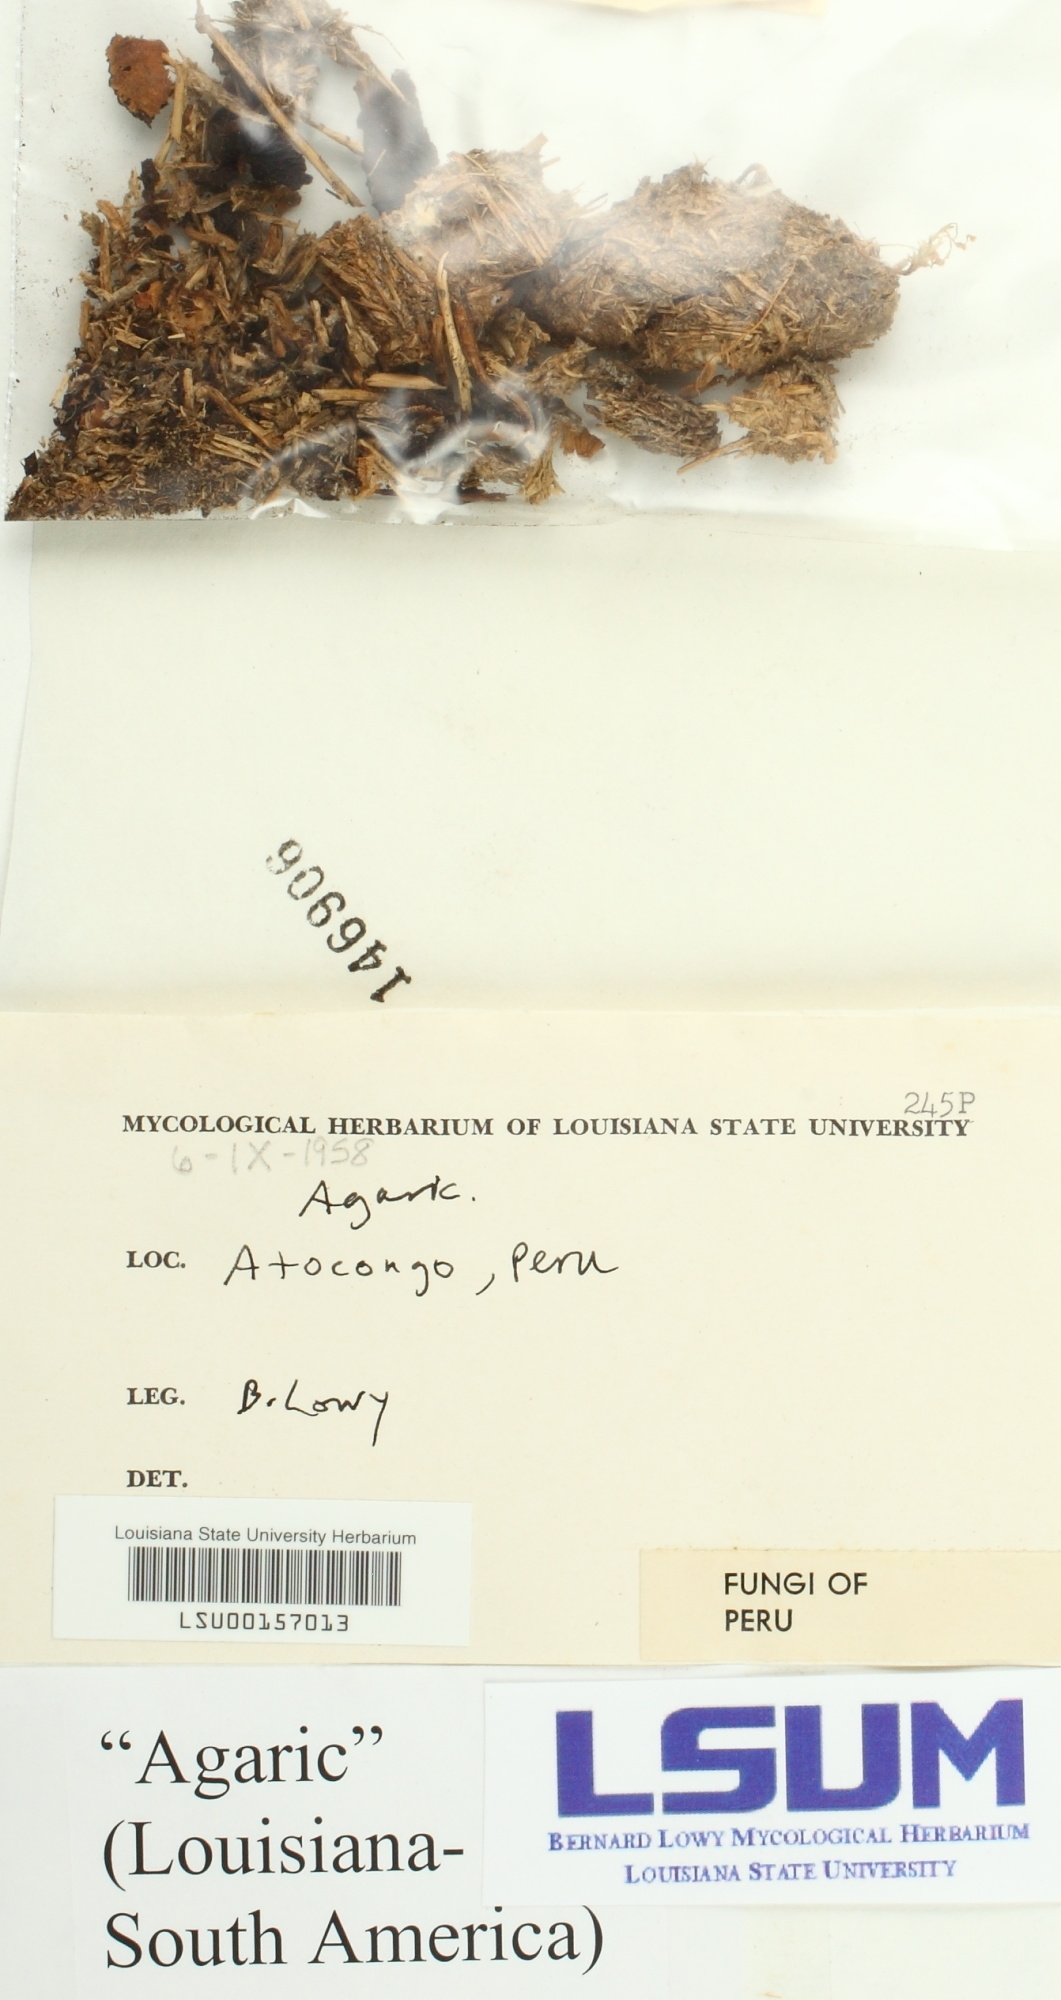 146906
245P
MYCOLOGICAL HERBARIUM OF LOUISIANA STATE UNIVERSITY
6-IX-1958
Agaric.
LOC. Atocongo, Peru
LEG. B. Lowy
DET.
Louisiana State University Herbarium
LSU00157013
FUNGI OF
PERU
“Agaric”
(Louisiana-
South America)
LSUM
BERNARD LOWY MYCOLOGICAL HERBARIUM
LOUISIANA STATE UNIVERSITY